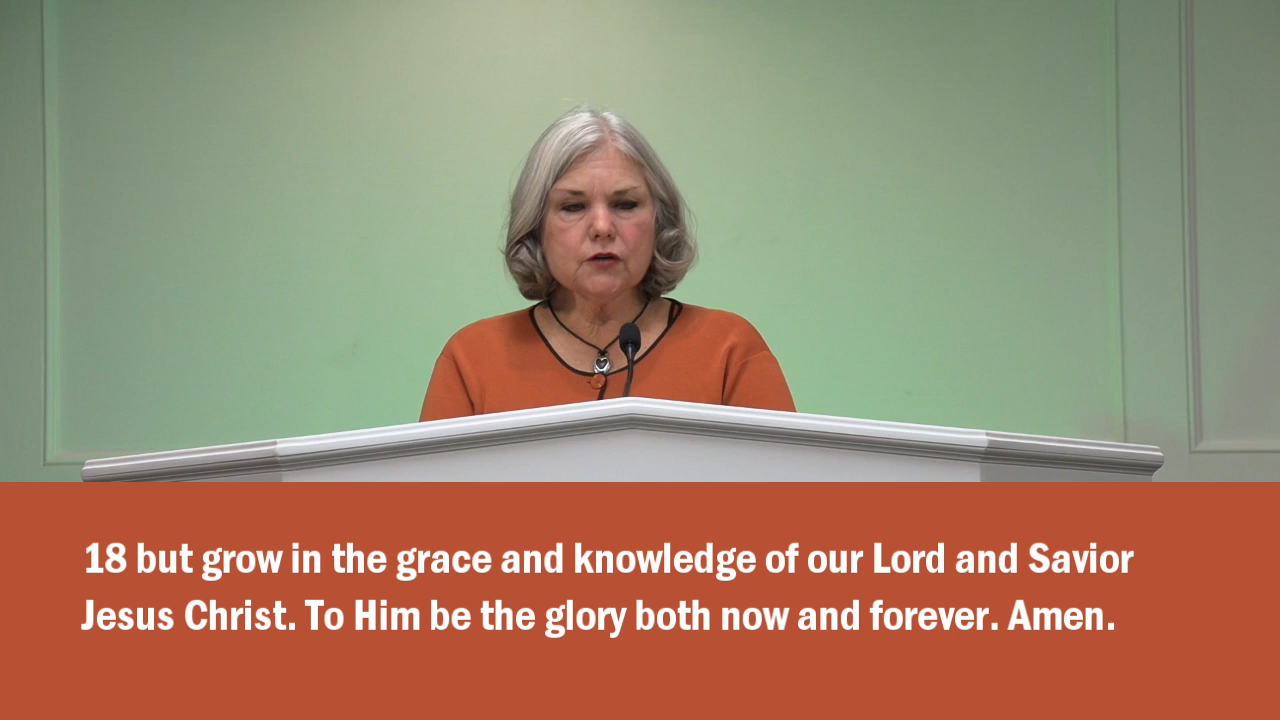 18 but grow in the grace and knowledge of our Lord and Savior
Jesus Christ. To Him be the glory both now and forever. Amen.